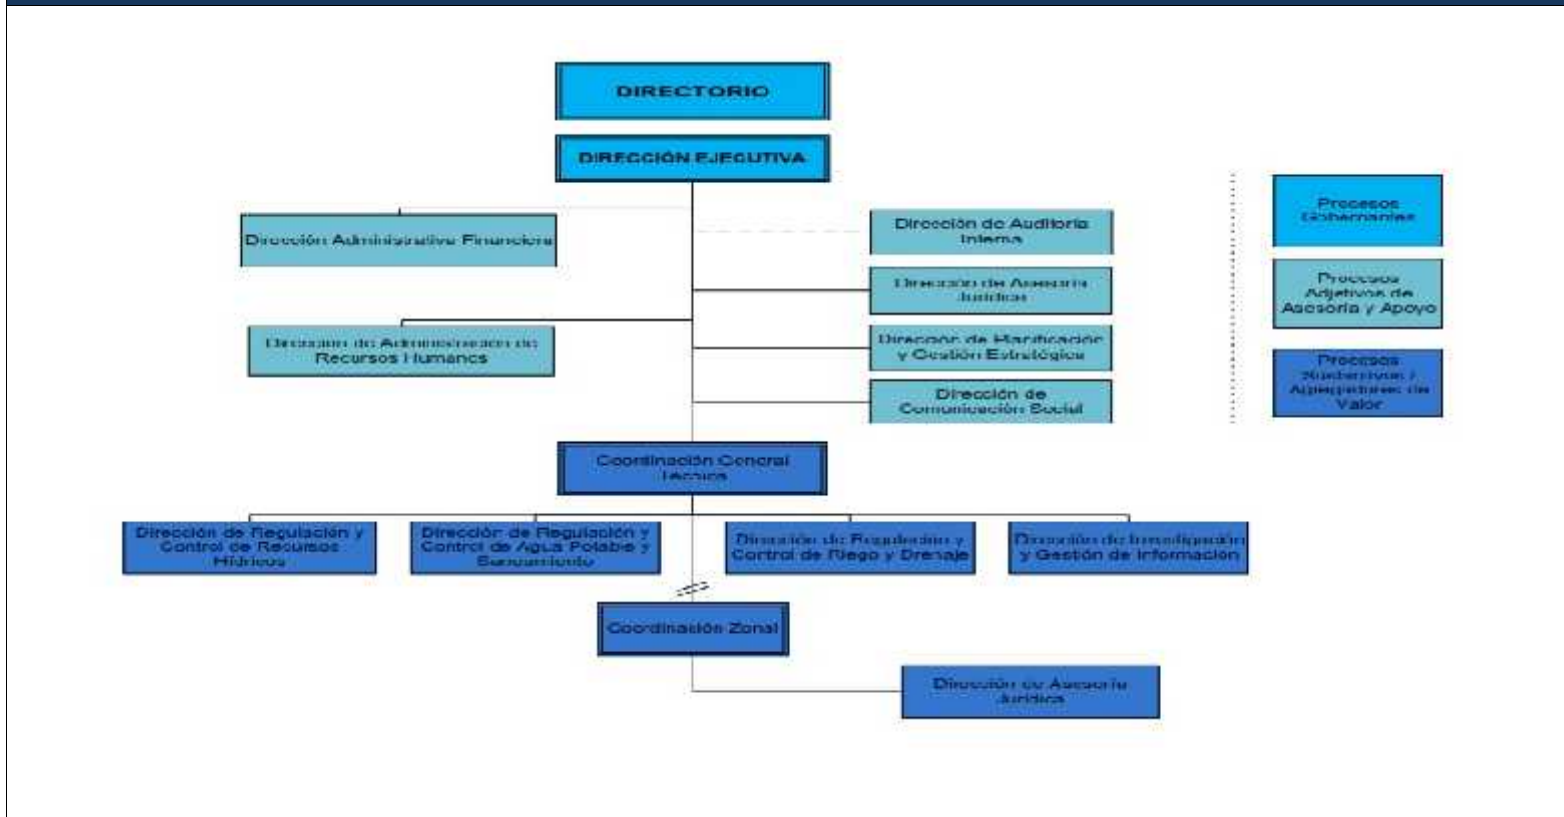 DIRECTORIO
DIRECCIÓN EJECUTIVA
Dirección Administrativa Financiera
Dirección de Auditoría
Interna
Dirección de Asesoría
Jurídica
Dirección de Administración de
Recursos Humanos
Dirección de Planificación
y Gestión Estratégica
Dirección de
Comunicación Social
Procesos
Gobernantes
Procesos
Adjetivos de
Asesoría y Apoyo
Procesos
Sustantivos /
Agregadores de
Valor
Coordinación General
Técnica
Dirección de Regulación y
Control de Recursos
Hídricos
Dirección de Regulación y
Control de Agua Potable y
Saneamiento
Dirección de Regulación y
Control de Riego y Drenaje
Dirección de Investigación
y Gestión de Información
Coordinación Zonal
Dirección de Asesoría
Jurídica